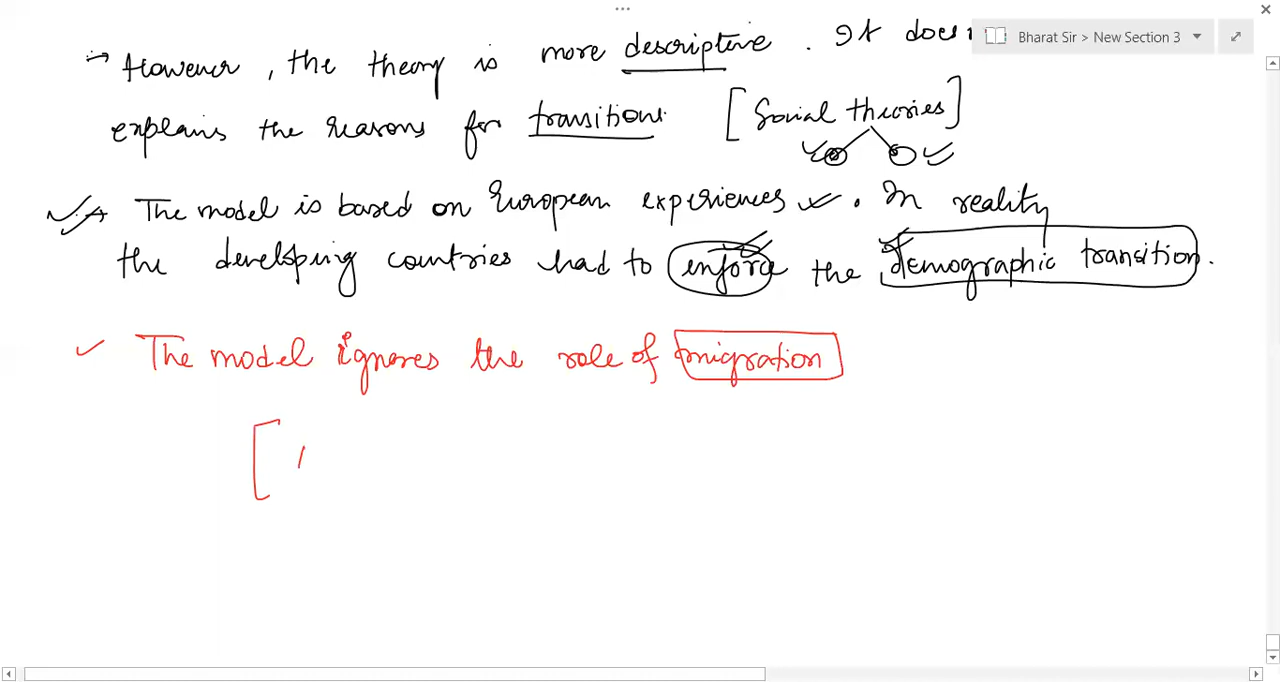 However, the theory is more descriptive. It does
Bharat Sir > New Section 3
explains the reasons for transitions. [Social theories]
The model is based on European experiences. In reality
the developing countries had to enforce the demographic transition.
The model ignores the role of migration
[